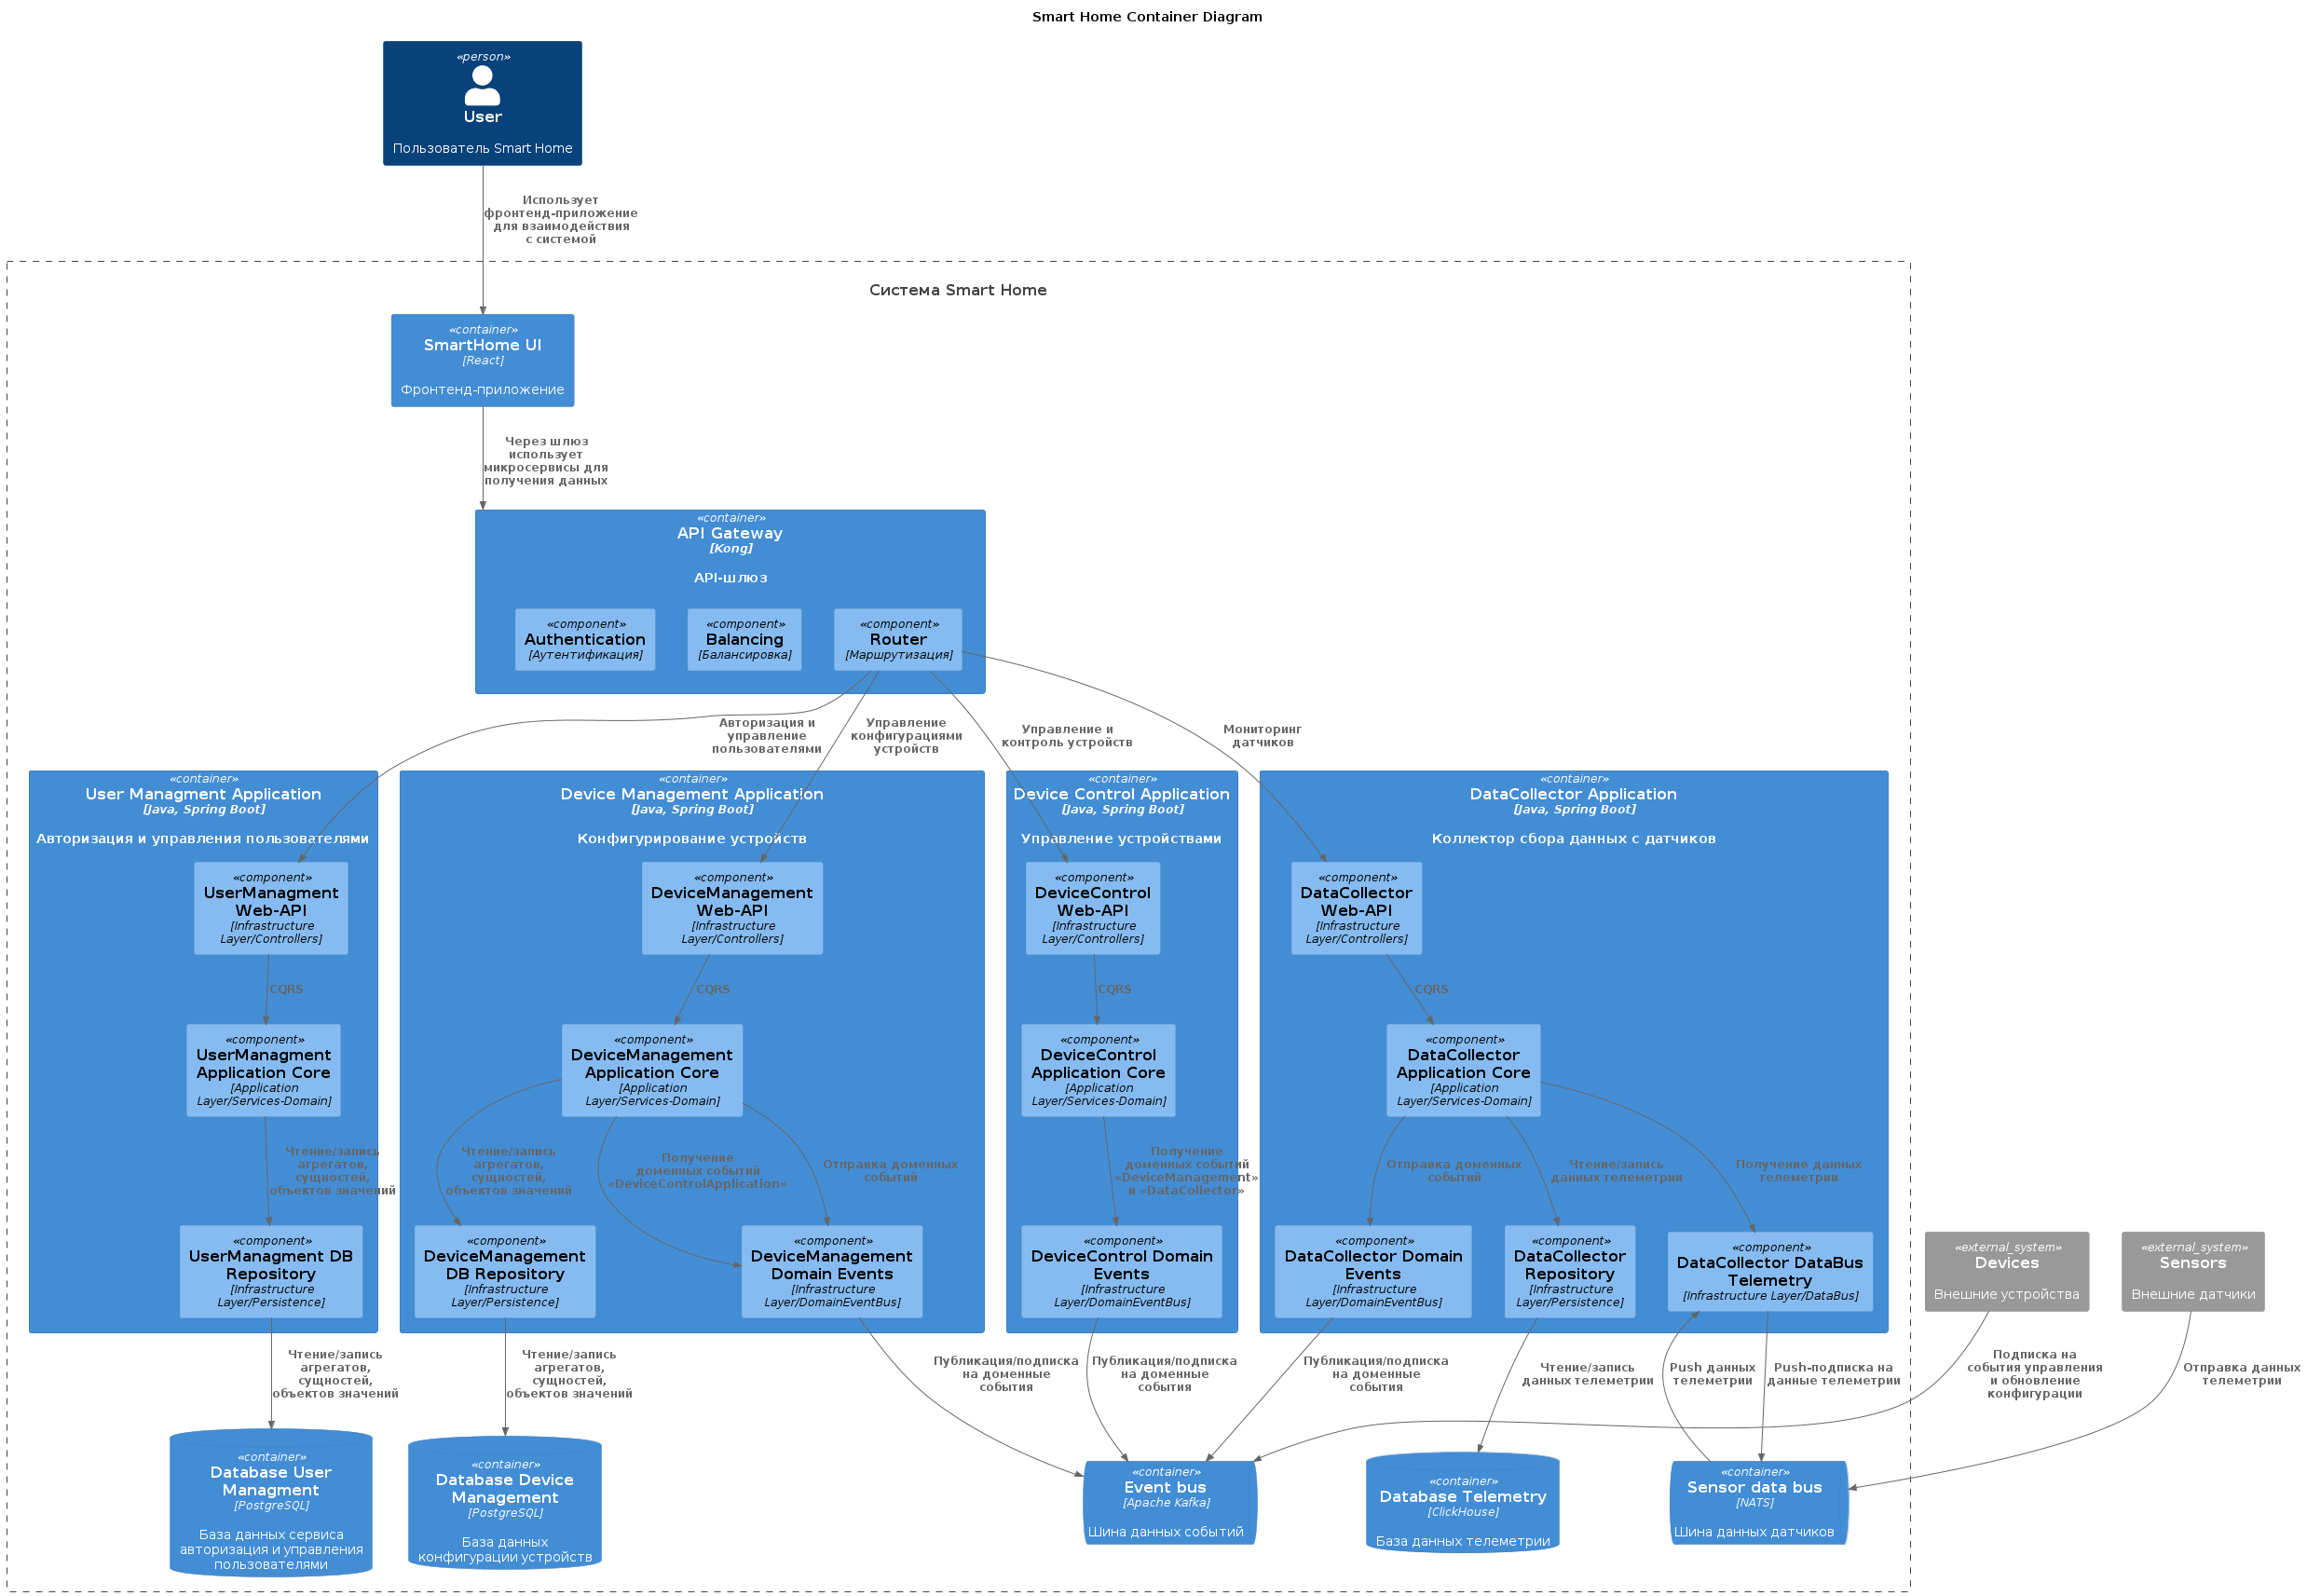 Smart Home Container Diagram
«person»
User
Пользователь Smart Home
Использует
фронтенд-приложение
для взаимодействия
с системой
Система Smart Home
«container»
SmartHome UI
[React]
Фронтенд-приложение
Через шлюз
использует
микросервисы для
получения данных
«container»
API Gateway
[Kong]
API-шлюз
«component»
Authentication
[Аутентификация]
«component»
Balancing
[Балансировка]
«component»
Router
[Маршрутизация]
Авторизация и
управление
пользователями
Управление
конфигурациями
устройств
Управление и
контроль устройств
Мониторинг
датчиков
«container»
User Managment Application
[Java, Spring Boot]
Авторизация и управления пользователями
«component»
UserManagment
Web-API
[Infrastructure
Layer/Controllers]
CQRS
«component»
UserManagment
Application Core
[Application
Layer/Services-Domain]
Чтение/запись
агрегатов,
сущностей,
объектов значений
«component»
UserManagment DB
Repository
[Infrastructure
Layer/Persistence]
«container»
Device Management Application
[Java, Spring Boot]
Конфигурирование устройств
«component»
DeviceManagement
Web-API
[Infrastructure
Layer/Controllers]
CQRS
«component»
DeviceManagement
Application Core
[Application
Layer/Services-Domain]
Чтение/запись
агрегатов,
сущностей,
объектов значений
Получение
доменных событий
«DeviceControlApplication»
Отправка доменных
событий
«component»
DeviceManagement
DB Repository
[Infrastructure
Layer/Persistence]
«component»
DeviceManagement
Domain Events
[Infrastructure
Layer/DomainEventBus]
«container»
Device Control Application
[Java, Spring Boot]
Управление устройствами
«component»
DeviceControl
Web-API
[Infrastructure
Layer/Controllers]
CQRS
«component»
DeviceControl
Application Core
[Application
Layer/Services-Domain]
Получение
доменных событий
«DeviceManagement»
и «DataCollector»
«component»
DeviceControl Domain
Events
[Infrastructure
Layer/DomainEventBus]
«container»
DataCollector Application
[Java, Spring Boot]
Коллектор сбора данных с датчиков
«component»
DataCollector
Web-API
[Infrastructure
Layer/Controllers]
CQRS
«component»
DataCollector
Application Core
[Application
Layer/Services-Domain]
Отправка доменных
событий
Чтение/запись
данных телеметрии
Получение данных
телеметрии
«component»
DataCollector Domain
Events
[Infrastructure
Layer/DomainEventBus]
«component»
DataCollector
Repository
[Infrastructure
Layer/Persistence]
«component»
DataCollector DataBus
Telemetry
[Infrastructure Layer/DataBus]
«external_system»
Devices
Внешние устройства
«external_system»
Sensors
Внешние датчики
Чтение/запись
агрегатов,
сущностей,
объектов значений
Чтение/запись
агрегатов,
сущностей,
объектов значений
Публикация/подписка
на доменные
события
Публикация/подписка
на доменные
события
Публикация/подписка
на доменные
события
Чтение/запись
данных телеметрии
Push данных
телеметрии
Push-подписка на
данные телеметрии
Подписка на
события управления
и обновление
конфигурации
Отправка данных
телеметрии
«container»
Database User
Managment
[PostgreSQL]
База данных сервиса
авторизация и управления
пользователями
«container»
Database Device
Management
[PostgreSQL]
База данных
конфигурации устройств
«container»
Event bus
[Apache Kafka]
Шина данных событий
«container»
Database Telemetry
[ClickHouse]
База данных телеметрии
«container»
Sensor data bus
[NATS]
Шина данных датчиков